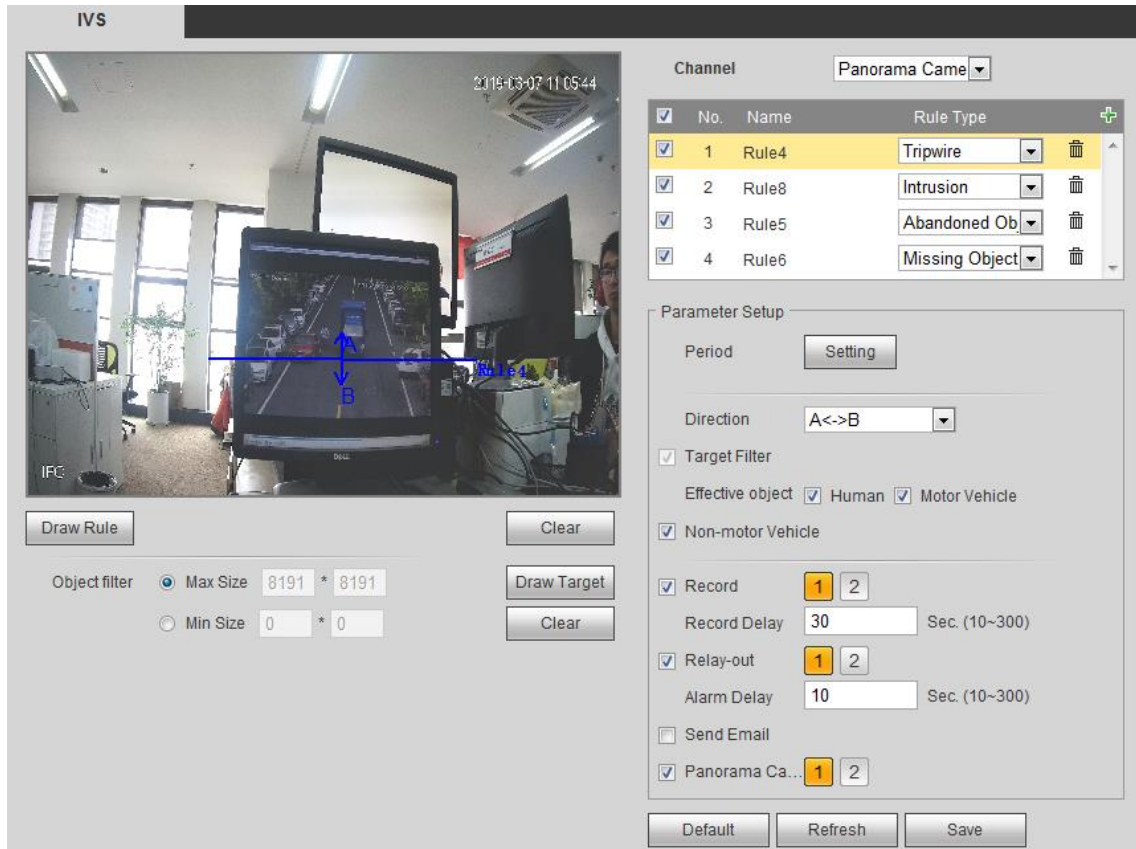 IVS
2019-03-07 11 05:44
A
Rule4
B
DELL
IPC
Draw Rule
Clear
Object filter Max Size 8191 * 8191 Draw Target
Min Size 0 * 0 Clear
Channel Panorama Came
No. Name Rule Type
1 Rule4 Tripwire
2 Rule8 Intrusion
3 Rule5 Abandoned Ob
4 Rule6 Missing Object
Parameter Setup
Period Setting
Direction A<->B
Target Filter
Effective object Human Motor Vehicle
Non-motor Vehicle
Record 1 2
Record Delay 30 Sec. (10~300)
Relay-out 1 2
Alarm Delay 10 Sec. (10~300)
Send Email
Panorama Ca... 1 2
Default Refresh Save